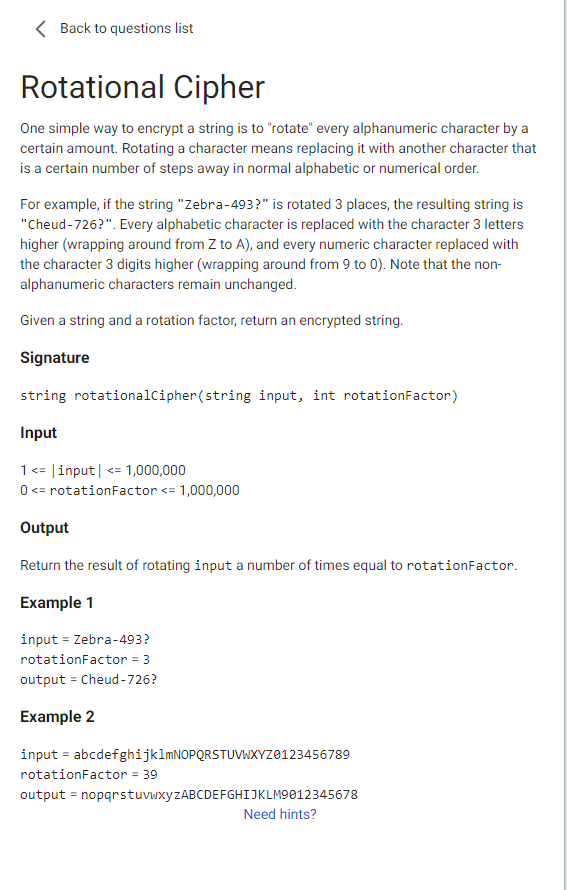 Back to questions list
Rotational Cipher
One simple way to encrypt a string is to "rotate" every alphanumeric character by a
certain amount. Rotating a character means replacing it with another character that
is a certain number of steps away in normal alphabetic or numerical order.
For example, if the string "Zebra-493?" is rotated 3 places, the resulting string is
"Cheud-726?". Every alphabetic character is replaced with the character 3 letters
higher (wrapping around from Z to A), and every numeric character replaced with
the character 3 digits higher (wrapping around from 9 to 0). Note that the non-
alphanumeric characters remain unchanged.
Given a string and a rotation factor, return an encrypted string.
Signature
string rotationalCipher(string input, int rotationFactor)
Input
1 <= |input| <= 1,000,000
0 <= rotationFactor <= 1,000,000
Output
Return the result of rotating input a number of times equal to rotationFactor.
Example 1
input = Zebra-493?
rotationFactor = 3
output = Cheud-726?
Example 2
input = abcdefghijklmNOPQRSTUVWXYZ0123456789
rotationFactor = 39
output = nopqrstuvwxyzABCDEFGHIJKLM9012345678
Need hints?